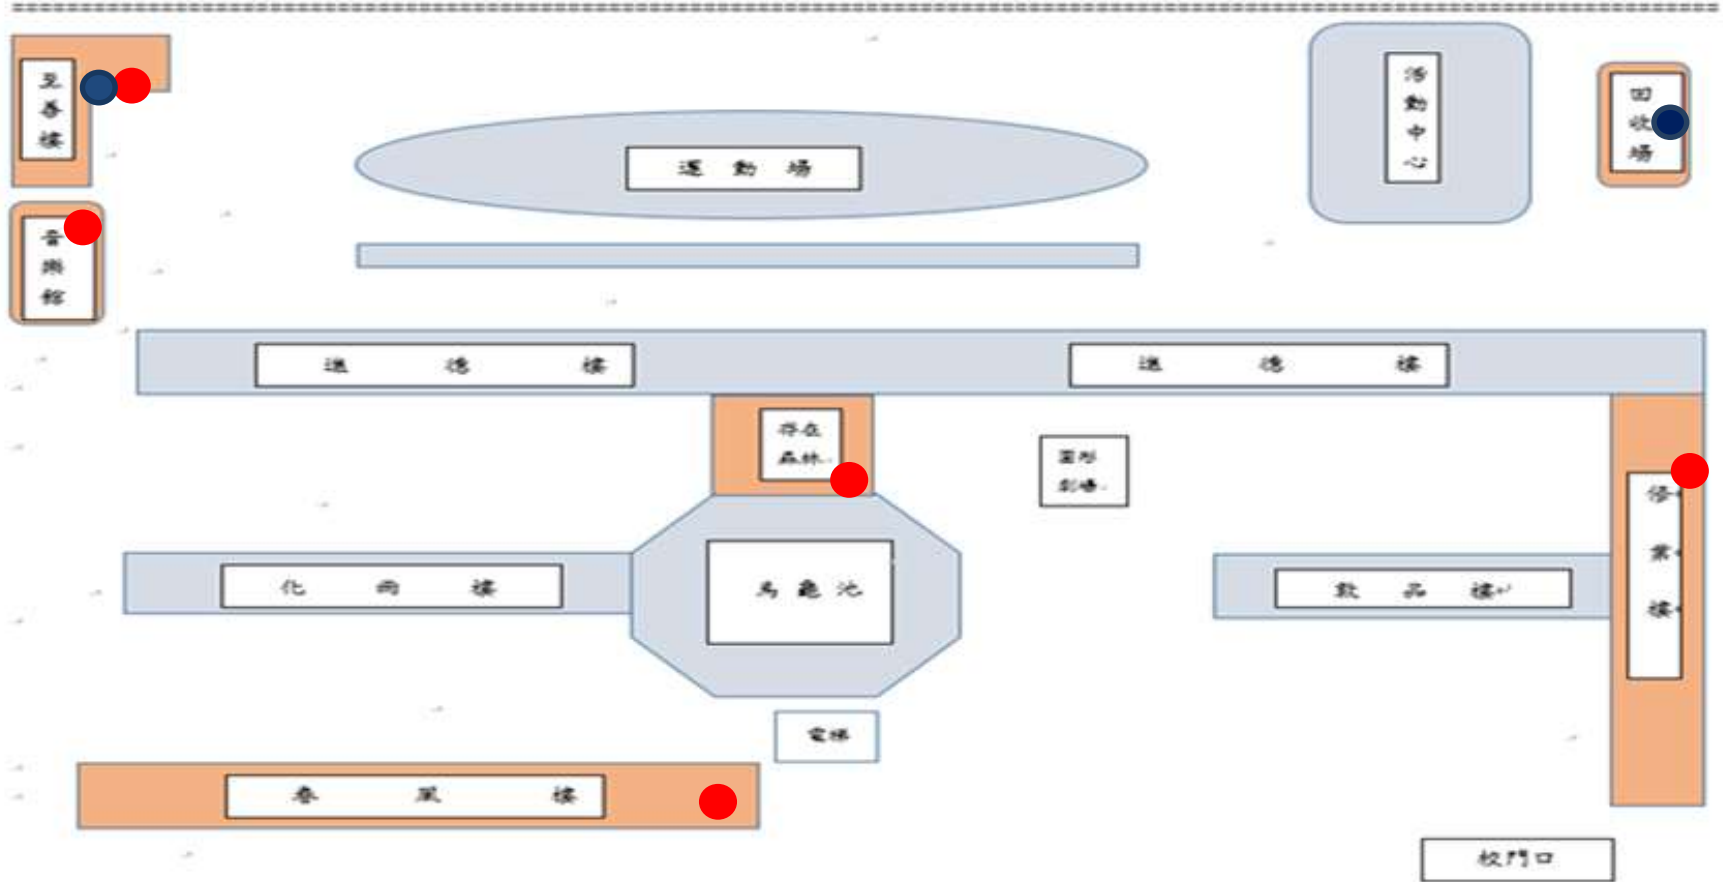 至善樓
活動中心
回收場
運動場
音樂館
進德樓
進德樓
存在
森林
圓形
劇場
修業樓
化雨樓
烏龜池
敦品樓
電梯
春風樓
校門口